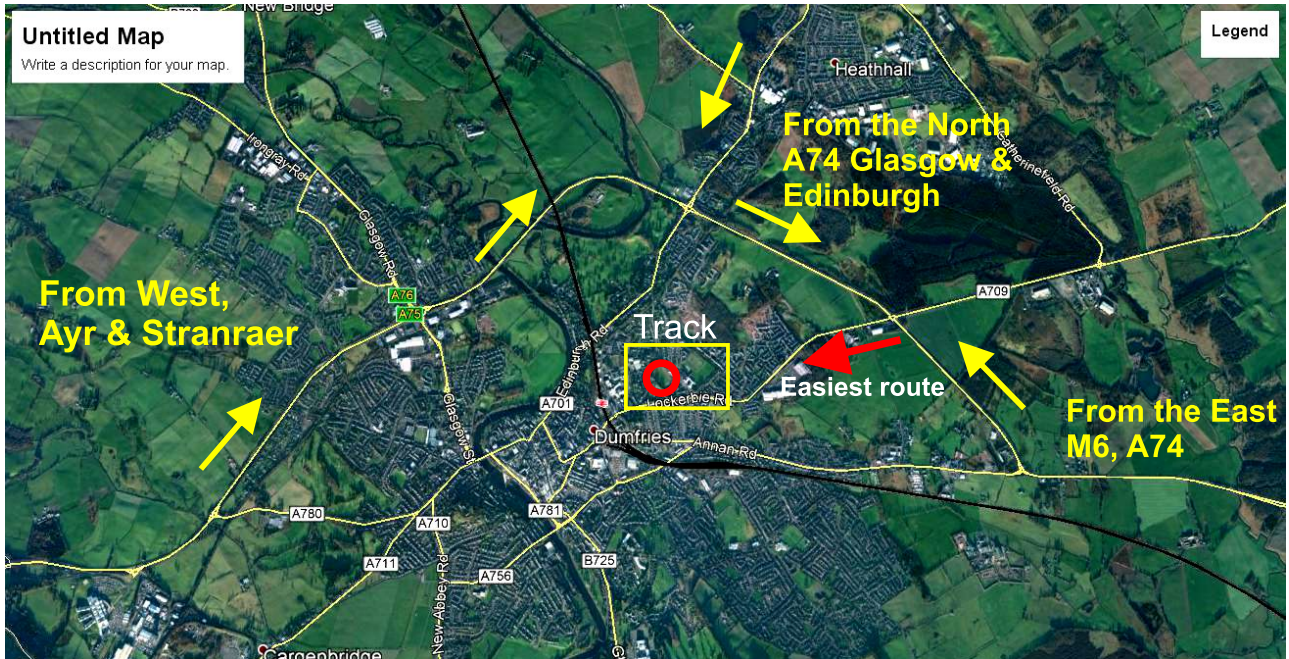 New Bridge
Untitled Map
Write a description for your map.
Legend
Heathhall
From the North
A74 Glasgow &
Edinburgh
Catherinefield Rd
Irongray Rd
Glasgow Rd
A76
A75
From West,
Ayr & Stranraer
A709
Track
Edinburgh Rd
Easiest route
Lockerbie Rd
A701
From the East
M6, A74
Dumfries
Annan Rd
Glasgow St
A780
A710
A781
A711
A756
B725
New Abbey Rd
Cargenbridge